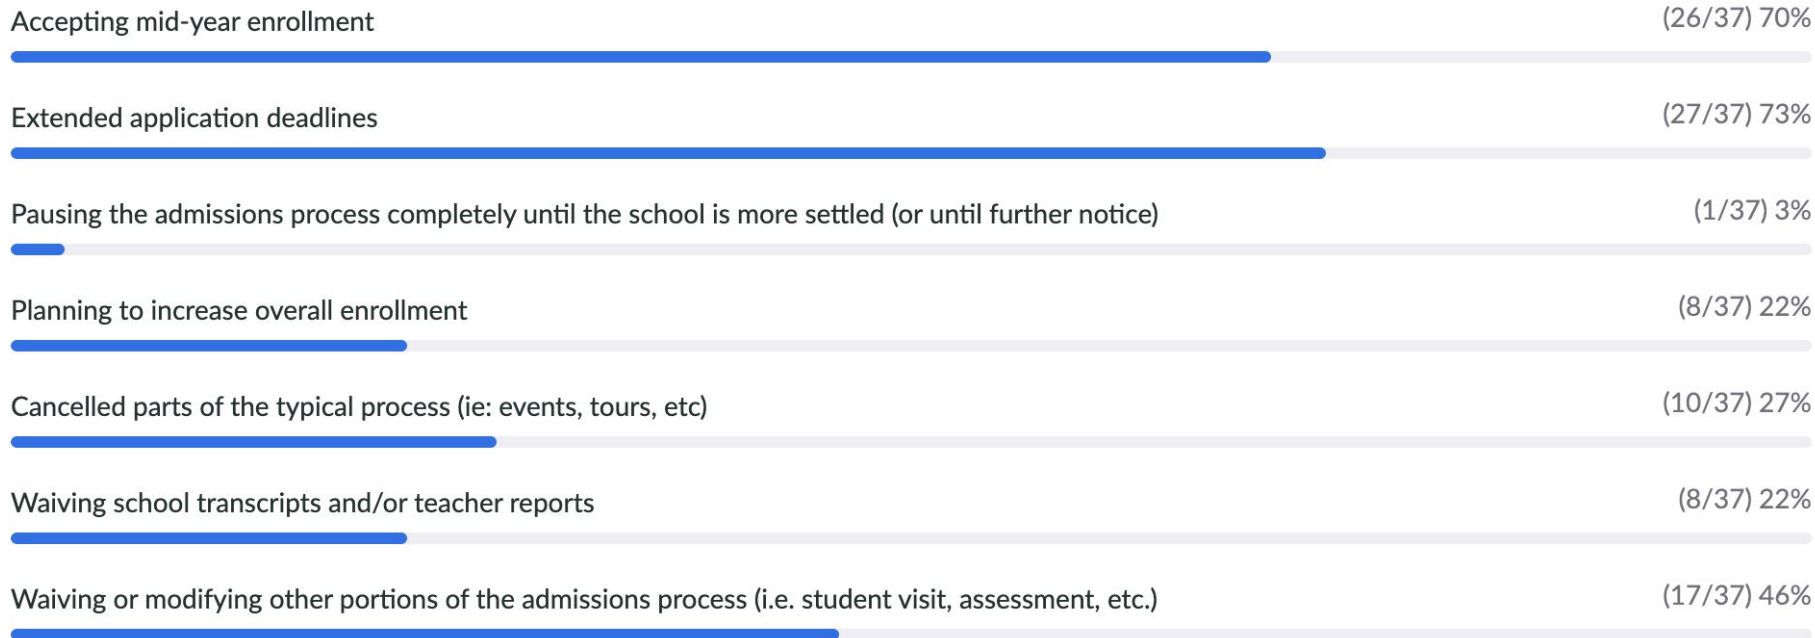 Accepting mid-year enrollment (26/37) 70%
Extended application deadlines (27/37) 73%
Pausing the admissions process completely until the school is more settled (or until further notice) (1/37) 3%
Planning to increase overall enrollment (8/37) 22%
Cancelled parts of the typical process (ie: events, tours, etc) (10/37) 27%
Waiving school transcripts and/or teacher reports (8/37) 22%
Waiving or modifying other portions of the admissions process (i.e. student visit, assessment, etc.) (17/37) 46%